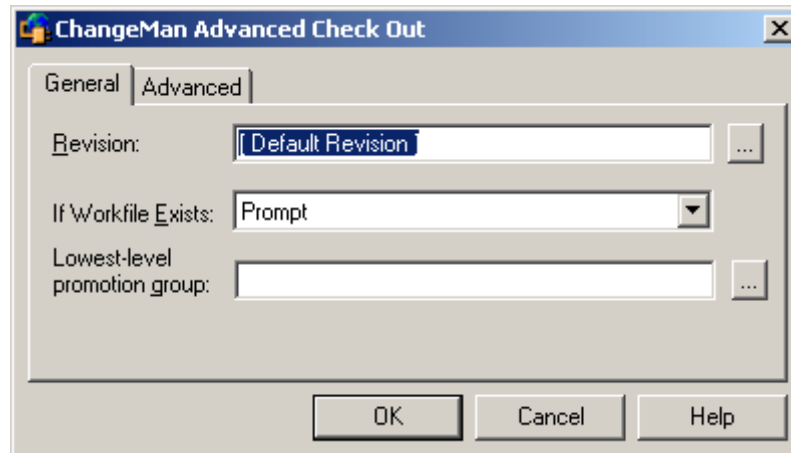 ChangeMan Advanced Check Out
General
Advanced
Revision:
[ Default Revision ]
...
If Workfile Exists:
Prompt
Lowest-level
promotion group:
...
OK
Cancel
Help